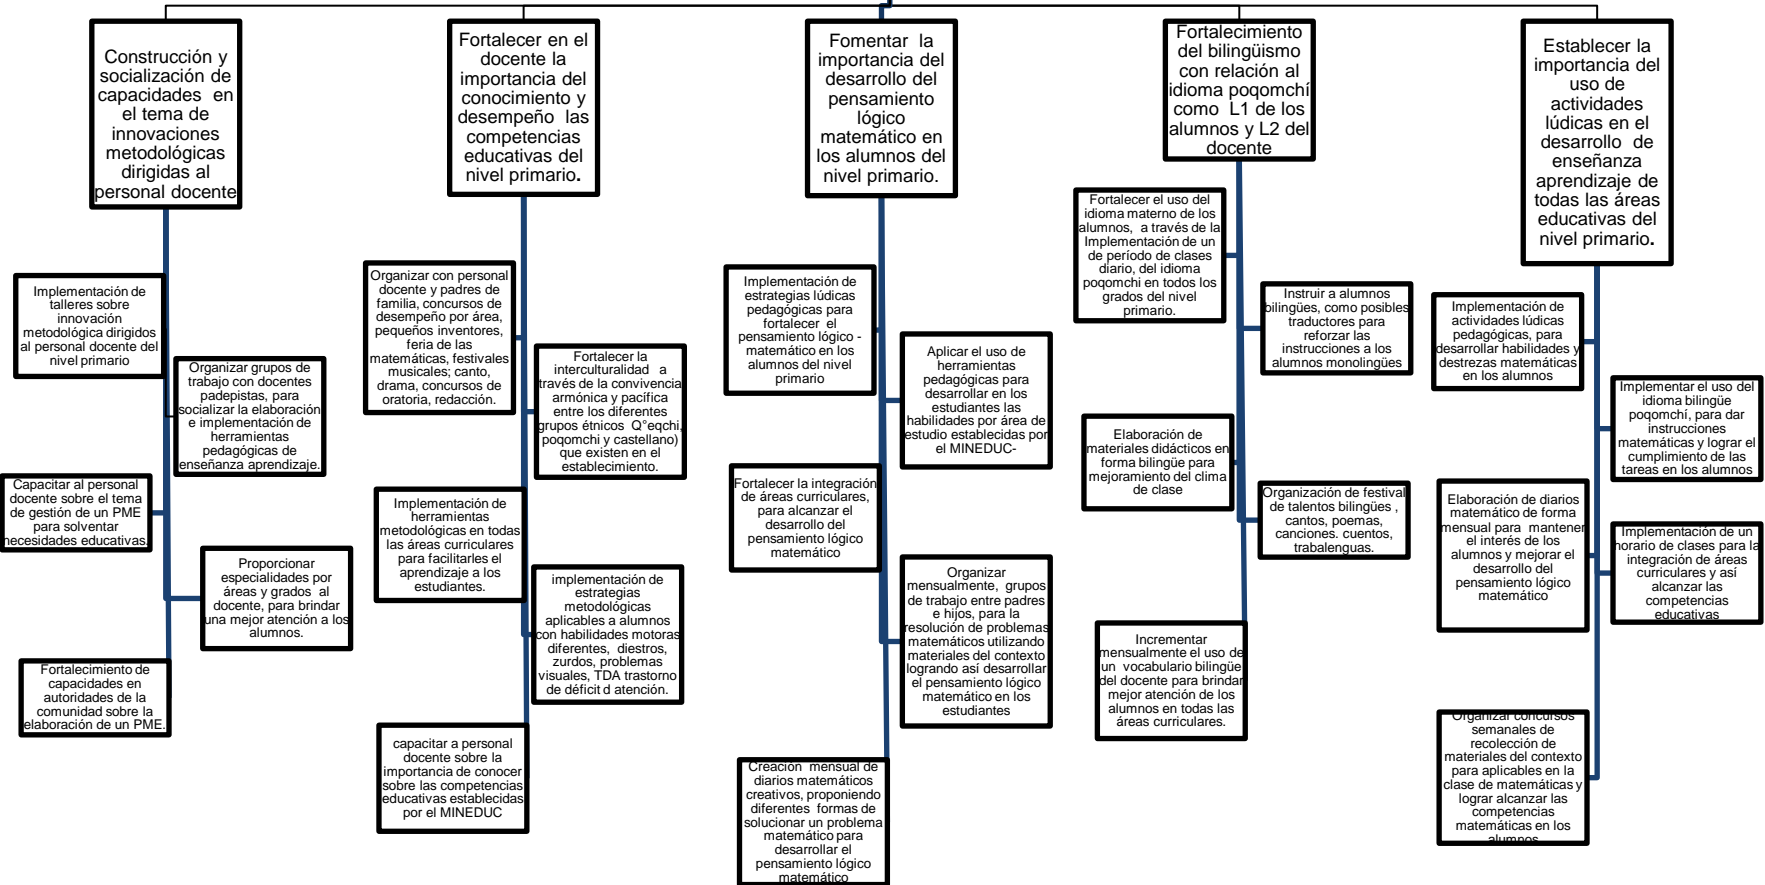 Construcción y
socialización de
capacidades en
el tema de
innovaciones
metodológicas
dirigidas al
personal docente
Implementación de
talleres sobre
innovación
metodológica dirigidos
al personal docente del
nivel primario
Organizar grupos de
trabajo con docentes
padepistas, para
socializar la elaboración
e implementación de
herramientas
pedagógicas de
enseñanza aprendizaje.
Capacitar al personal
docente sobre el tema
de gestión de un PME
para solventar
necesidades educativas.
Proporcionar
especialidades por
áreas y grados al
docente, para brindar
una mejor atención a los
alumnos.
Fortalecimiento de
capacidades en
autoridades de la
comunidad sobre la
elaboración de un PME.
Fortalecer en el
docente la
importancia del
conocimiento y
desempeño las
competencias
educativas del
nivel primario.
Organizar con personal
docente y padres de
familia, concursos de
desempeño por área,
pequeños inventores,
feria de las
matemáticas, festivales
musicales; canto,
drama, concursos de
oratoria, redacción.
Fortalecer la
interculturalidad a
través de la convivencia
armónica y pacífica
entre los diferentes
grupos étnicos Q°eqchi,
poqomchi y castellano)
que existen en el
establecimiento.
Implementación de
herramientas
metodológicas en todas
las áreas curriculares
para facilitarles el
aprendizaje a los
estudiantes.
implementación de
estrategias
metodológicas
aplicables a alumnos
con habilidades motoras
diferentes, diestros,
zurdos, problemas
visuales, TDA trastorno
de déficit d atención.
capacitar a personal
docente sobre la
importancia de conocer
sobre las competencias
educativas establecidas
por el MINEDUC
Fomentar la
importancia del
desarrollo del
pensamiento
lógico
matemático en
los alumnos del
nivel primario.
Implementación de
estrategias lúdicas
pedagógicas para
fortalecer el
pensamiento lógico -
matemático en los
alumnos del nivel
primario
Aplicar el uso de
herramientas
pedagógicas para
desarrollar en los
estudiantes las
habilidades por área de
estudio establecidas por
el MINEDUC-
Fortalecer la integración
de áreas curriculares,
para alcanzar el
desarrollo del
pensamiento lógico
matemático
Organizar
mensualmente, grupos
de trabajo entre padres
e hijos, para la
resolución de problemas
matemáticos utilizando
materiales del contexto
logrando así desarrollar
el pensamiento lógico
matemático en los
estudiantes
Creación mensual de
diarios matemáticos
creativos, proponiendo
diferentes formas de
solucionar un problema
matemático para
desarrollar el
pensamiento lógico
matemático
Fortalecimiento
del bilingüismo
con relación al
idioma poqomchí
como L1 de los
alumnos y L2 del
docente
Fortalecer el uso del
idioma materno de los
alumnos, a través de la
Implementación de un
de período de clases
diario, del idioma
poqomchi en todos los
grados del nivel
primario.
Instruir a alumnos
bilingües, como posibles
traductores para
reforzar las
instrucciones a los
alumnos monolingües
Elaboración de
materiales didácticos en
forma bilingüe para
mejoramiento del clima
de clase
Organización de festival
de talentos bilingües ,
cantos, poemas,
canciones. cuentos,
trabalenguas.
Incrementar
mensualmente el uso de
un vocabulario bilingüe
del docente para brindar
mejor atención de los
alumnos en todas las
áreas curriculares.
Establecer la
importancia del
uso de
actividades
lúdicas en el
desarrollo de
enseñanza
aprendizaje de
todas las áreas
educativas del
nivel primario.
Implementación de
actividades lúdicas
pedagógicas, para
desarrollar habilidades y
destrezas matemáticas
en los alumnos
Implementar el uso del
idioma bilingüe
poqomchí, para dar
instrucciones
matemáticas y lograr el
cumplimiento de las
tareas en los alumnos
Elaboración de diarios
matemático de forma
mensual para mantener
el interés de los
alumnos y mejorar el
desarrollo del
pensamiento lógico
matemático
Implementación de un
horario de clases para la
integración de áreas
curriculares y así
alcanzar las
competencias
educativas
Organizar concursos
semanales de
recolección de
materiales del contexto
para aplicables en la
clase de matemáticas y
lograr alcanzar las
competencias
matemáticas en los
alumnos